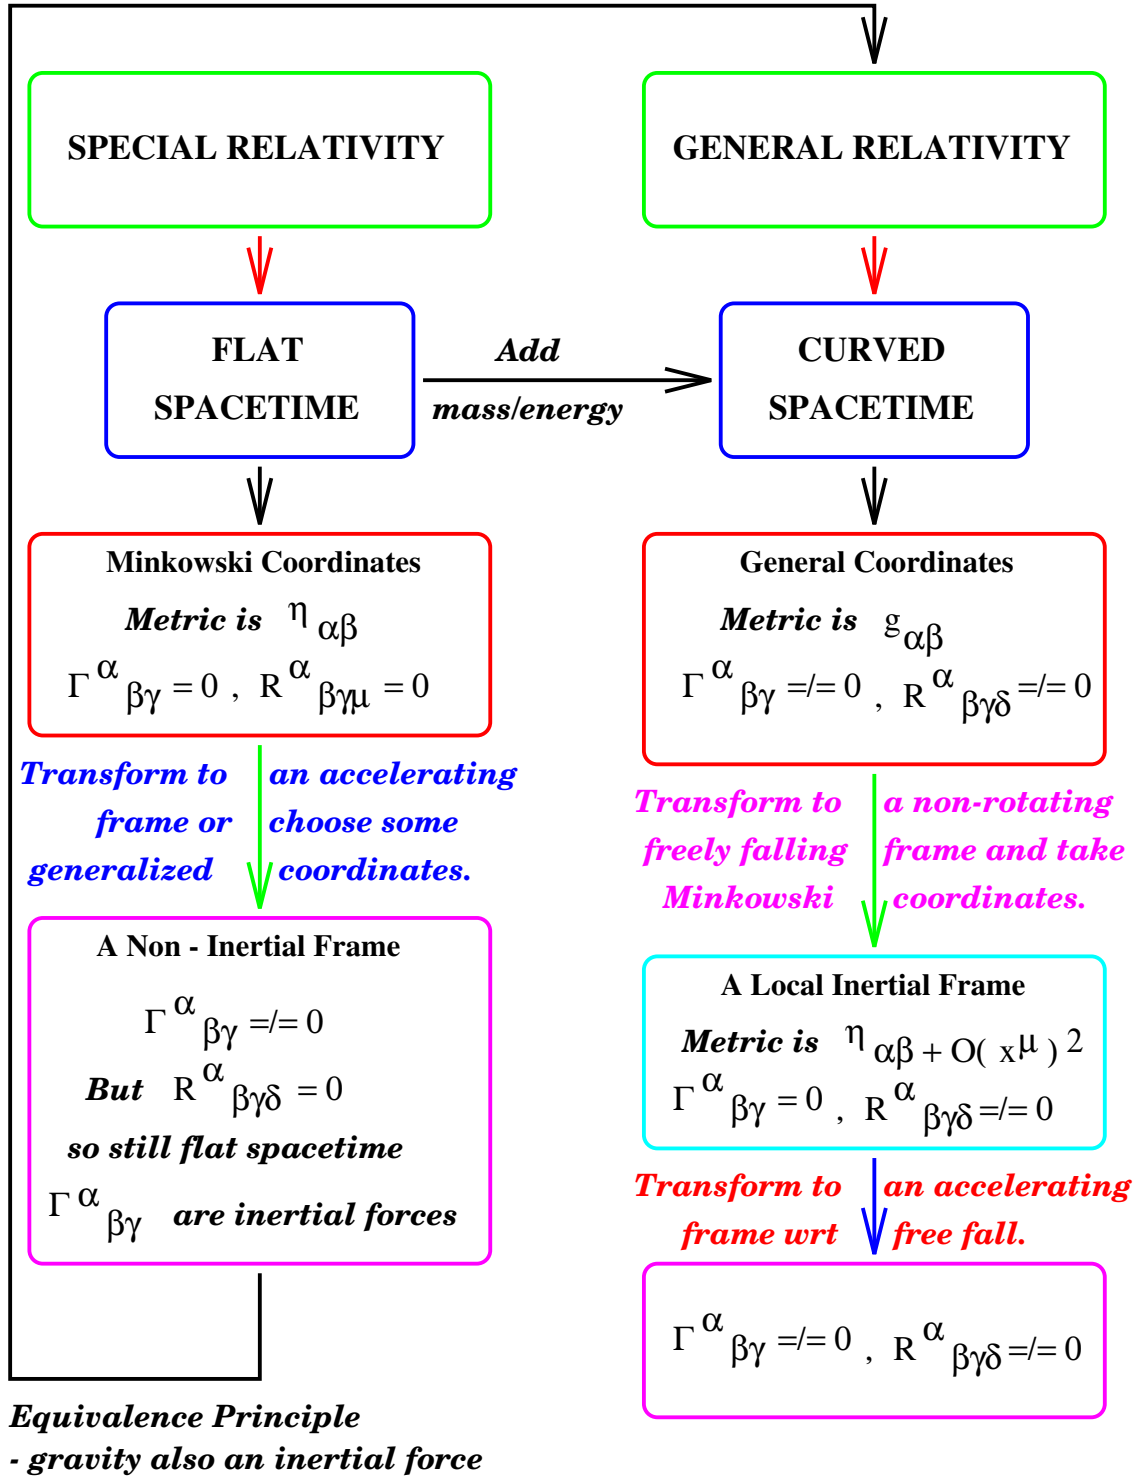 SPECIAL RELATIVITY
FLAT
SPACETIME
Add
mass/energy
Minkowski Coordinates
Metric is η αβ
Γ α βγ = 0 , R α βγμ = 0
Transform to an accelerating
frame or choose some
generalized coordinates.
A Non - Inertial Frame
Γ α βγ =/= 0
But R α βγδ = 0
so still flat spacetime
Γ α βγ are inertial forces
Equivalence Principle
- gravity also an inertial force
GENERAL RELATIVITY
CURVED
SPACETIME
General Coordinates
Metric is g αβ
Γ α βγ =/= 0 , R α βγδ =/= 0
Transform to a non-rotating
freely falling frame and take
Minkowski coordinates.
A Local Inertial Frame
Metric is η αβ + O( x μ ) 2
Γ α βγ = 0 , R α βγδ =/= 0
Transform to an accelerating
frame wrt free fall.
Γ α βγ =/= 0 , R α βγδ =/= 0